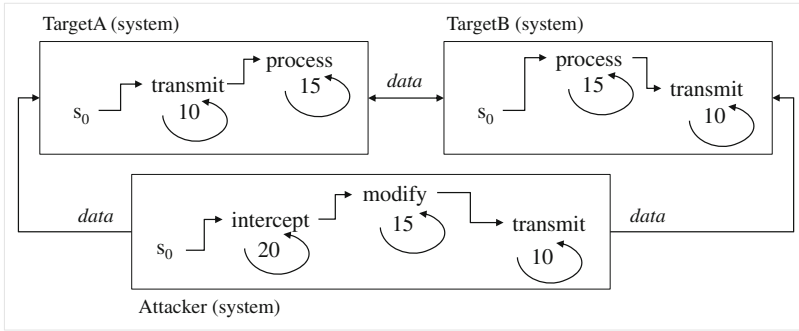 TargetA (system)
TargetB (system)
s0
transmit
10
process
15
data
s0
process
15
transmit
10
data
s0
intercept
20
modify
15
transmit
10
data
Attacker (system)